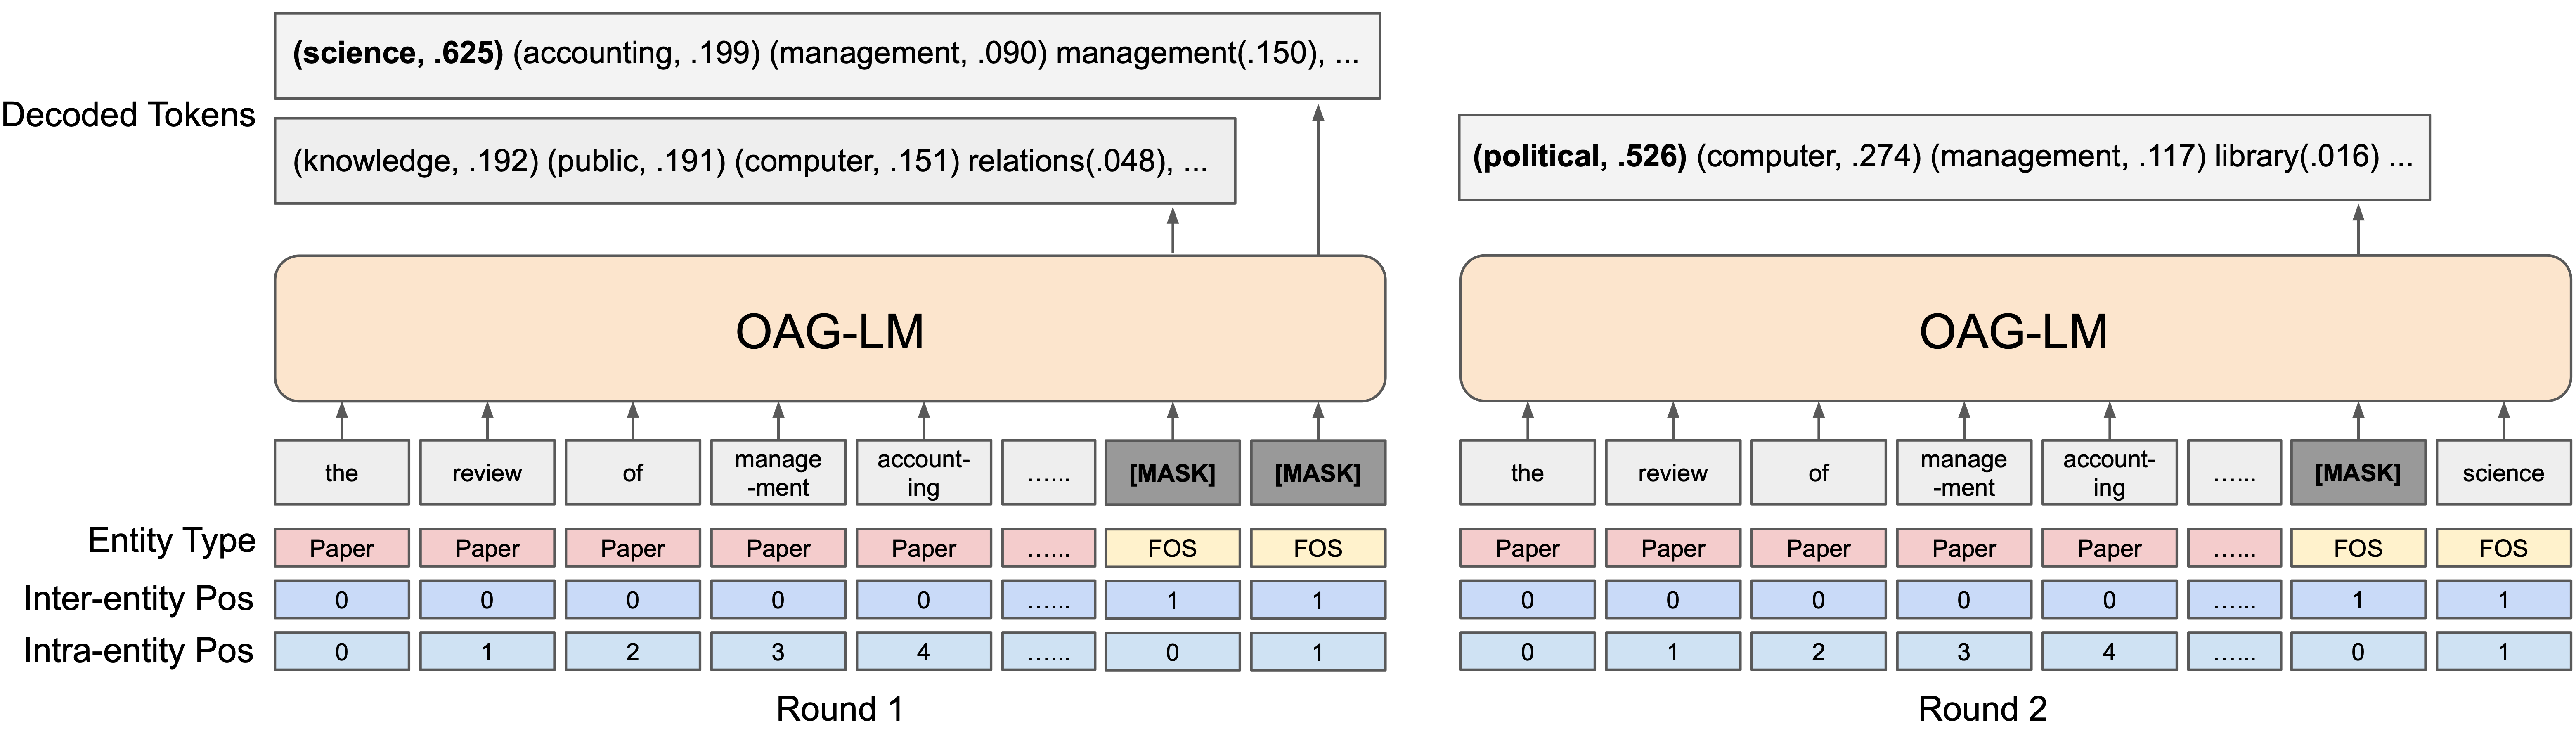 (science, .625) (accounting, .199) (management, .090) management(.150), ...
Decoded Tokens
(knowledge, .192) (public, .191) (computer, .151) relations(.048), ...
OAG-LM
the review of manage account- …... [MASK] [MASK]
-ment ing
Entity Type Paper Paper Paper Paper Paper …... FOS FOS
Inter-entity Pos 0 0 0 0 0 …... 1 1
Intra-entity Pos 0 1 2 3 4 …... 0 1
Round 1
(political, .526) (computer, .274) (management, .117) library(.016) ...
OAG-LM
the review of manage account- …... [MASK] science
-ment ing
Paper Paper Paper Paper Paper …... FOS FOS
0 0 0 0 0 …... 1 1
0 1 2 3 4 …... 0 1
Round 2